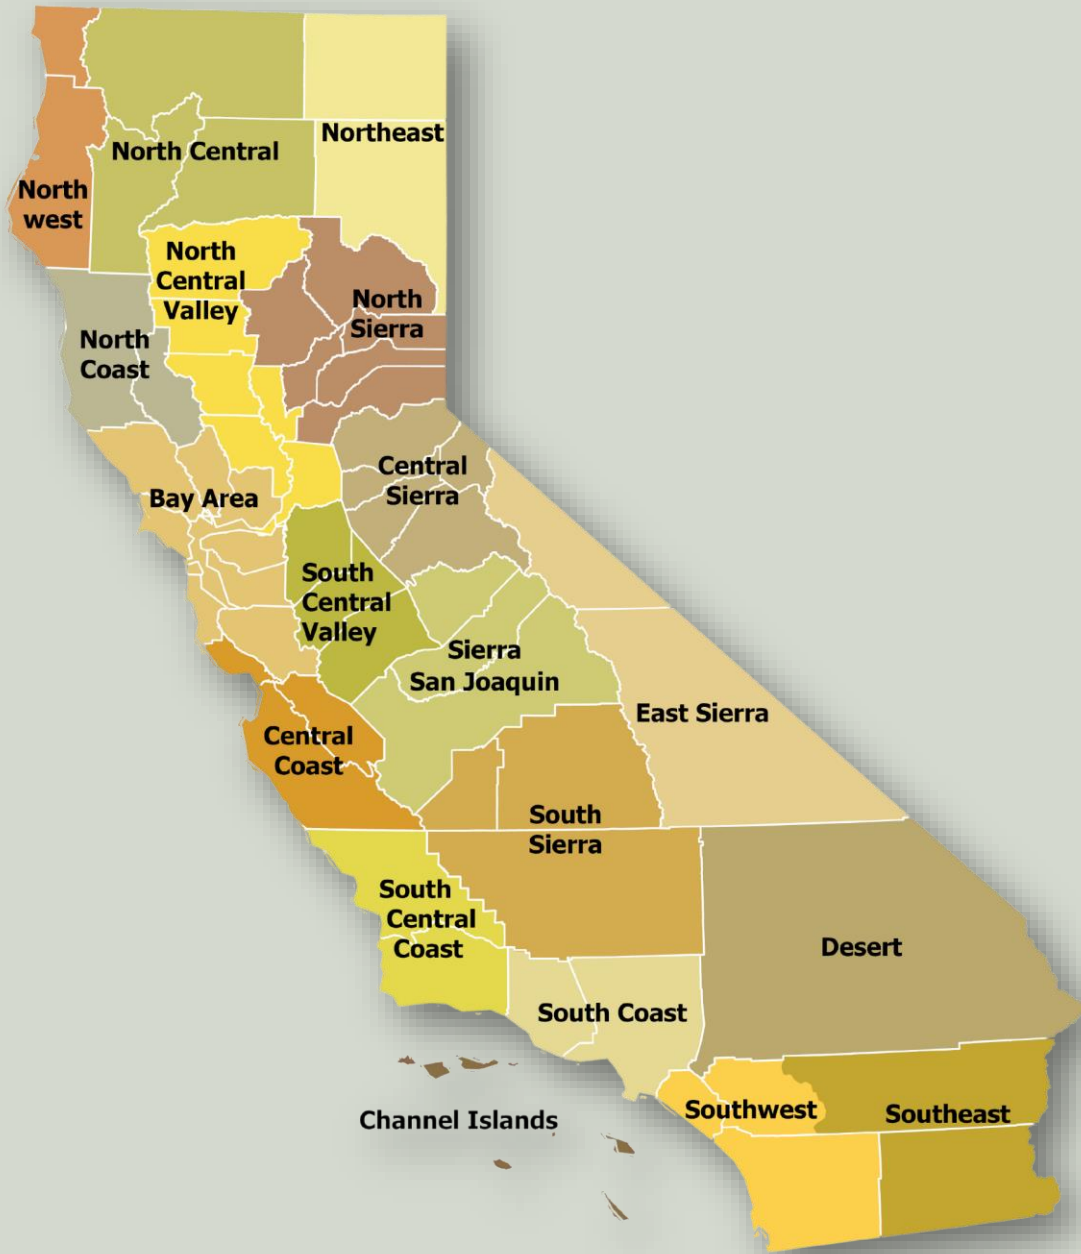 Northeast
North Central
North
west
North
Central
Valley
North
Sierra
North
Coast
Central
Sierra
Bay Area
South
Central
Valley
Sierra
San Joaquin
East Sierra
Central
Coast
South
Sierra
South
Central
Coast
Desert
South Coast
Southwest
Southeast
Channel Islands